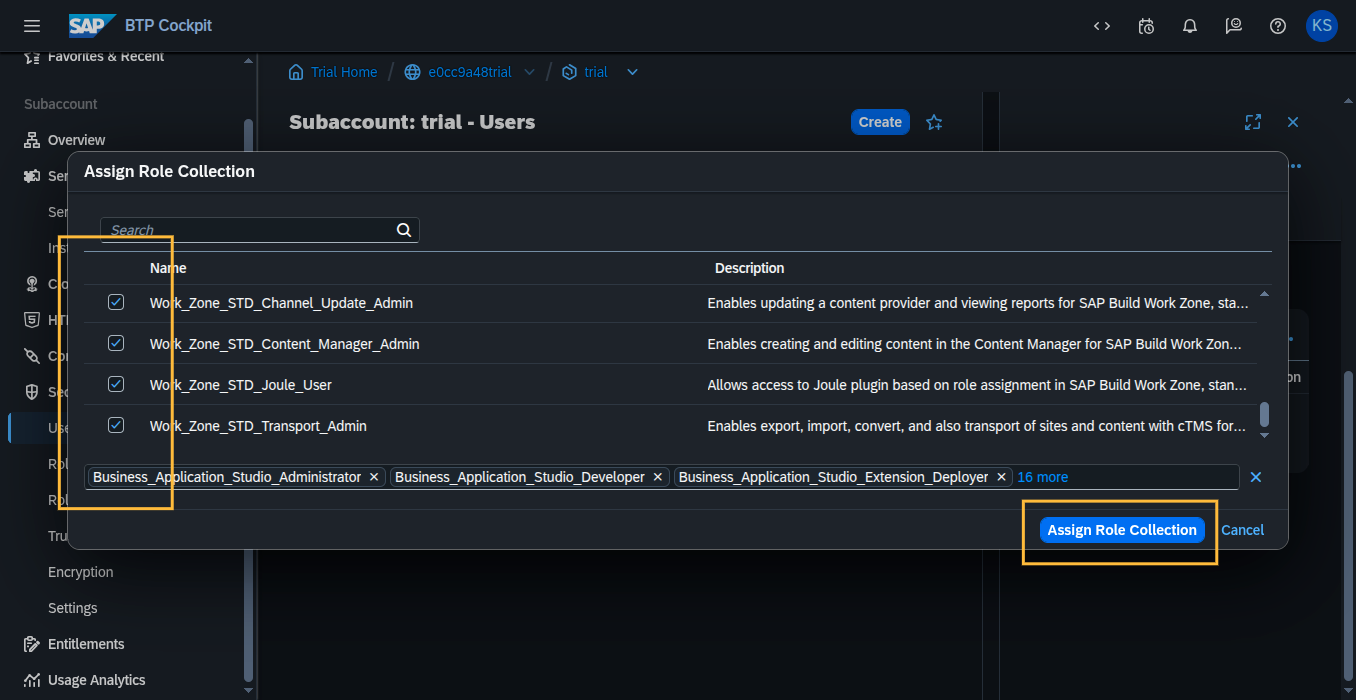 SAP BTP Cockpit
KS
Favorites & Recent
Trial Home / e0cc9a48trial / trial
Subaccount
Subaccount: trial - Users
Create
Overview
Assign Role Collection
Search
Name Description
Work_Zone_STD_Channel_Update_Admin Enables updating a content provider and viewing reports for SAP Build Work Zone, sta...
Work_Zone_STD_Content_Manager_Admin Enables creating and editing content in the Content Manager for SAP Build Work Zon...
Work_Zone_STD_Joule_User Allows access to Joule plugin based on role assignment in SAP Build Work Zone, stan...
Work_Zone_STD_Transport_Admin Enables export, import, convert, and also transport of sites and content with cTMS for...
Business_Application_Studio_Administrator Business_Application_Studio_Developer Business_Application_Studio_Extension_Deployer 16 more
Assign Role Collection Cancel
Encryption
Settings
Entitlements
Usage Analytics